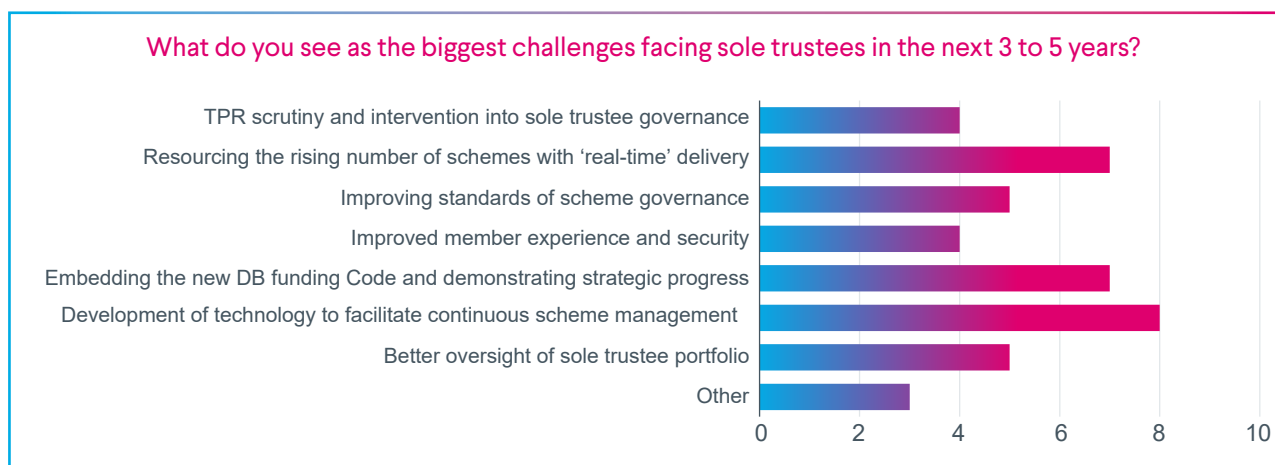 What do you see as the biggest challenges facing sole trustees in the next 3 to 5 years?
TPR scrutiny and intervention into sole trustee governance
Resourcing the rising number of schemes with ‘real-time’ delivery
Improving standards of scheme governance
Improved member experience and security
Embedding the new DB funding Code and demonstrating strategic progress
Development of technology to facilitate continuous scheme management
Better oversight of sole trustee portfolio
Other
0 2 4 6 8 10